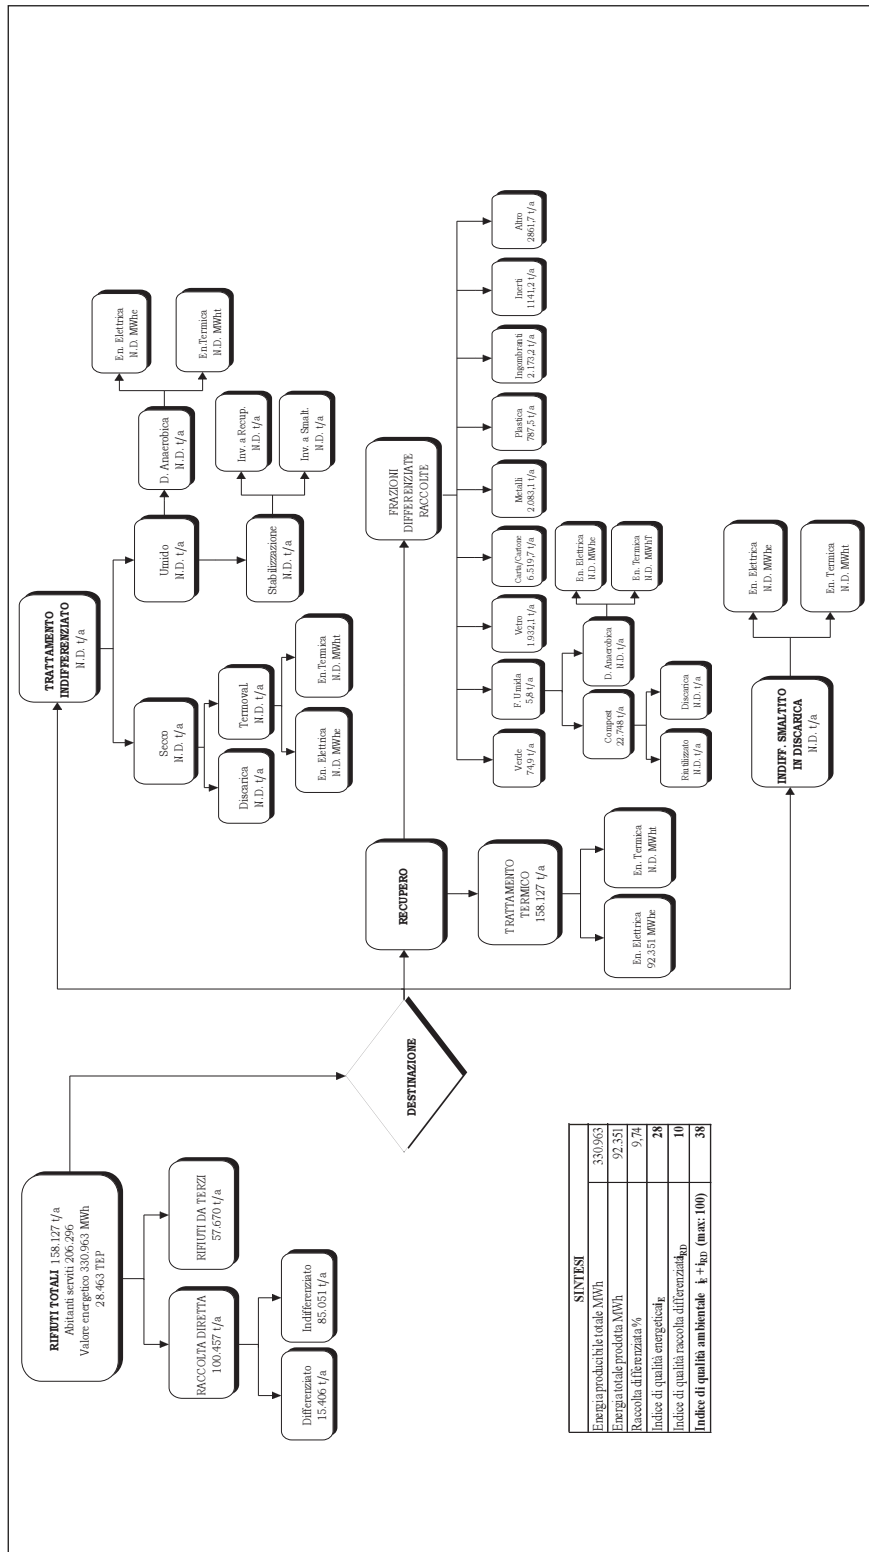 RIFIUTI TOTALI 158.127 t/a
Abitanti serviti 206.296
Valore energetico 330.963 MWh
28.463 TEP
RACCOLTA DIRETTA
100.457 t/a
RIFIUTI DA TERZI
57.670 t/a
Differenziato
15.406 t/a
Indifferenziato
85.051 t/a
DESTINAZIONE
TRATTAMENTO
INDIFFERENZIATO
N.D. t/a
Secco
N.D. t/a
Umido
N.D. t/a
Discarica
N.D. t/a
Termoval.
N.D. t/a
En. Elettrica
N.D. MWhe
En.Termica
N.D. MWht
Stabilizzazione
N.D. t/a
D. Anaerobica
N.D. t/a
Inv. a Recup.
N.D. t/a
Inv. a Smalt.
N.D. t/a
En. Elettrica
N.D. MWhe
En.Termica
N.D. MWht
RECUPERO
TRATTAMENTO
TERMICO
158.127 t/a
En. Elettrica
92.351 MWhe
En. Termica
N.D. MWht
FRAZIONI
DIFFERENZIATE
RACCOLTE
Verde
74,9 t/a
F. Umida
5,8 t/a
Vetro
1.932,1 t/a
Carta/Cartone
6.519,7 t/a
Metalli
2.083,1 t/a
Plastica
787,5 t/a
Ingombranti
2.173,2 t/a
Inerti
1141,2 t/a
Altro
2861,7 t/a
Compost
22.748 t/a
D. Anaerobica
N.D. t/a
Riutilizzato
N.D. t/a
Discarica
N.D. t/a
En. Elettrica
N.D. MWhe
En. Termica
N.D. MWhT
INDIFF. SMALTITO
IN DISCARICA
N.D. t/a
En. Elettrica
N.D. MWhe
En. Termica
N.D. MWht
SINTESI
Energia producibile totale MWh 330.963
Energia totale prodotta MWh 92.351
Raccolta differenziata % 9,74
Indice di qualità energetica iE 28
Indice di qualità raccolta differenziata iRD 10
Indice di qualità ambientale iE + iRD (max: 100) 38